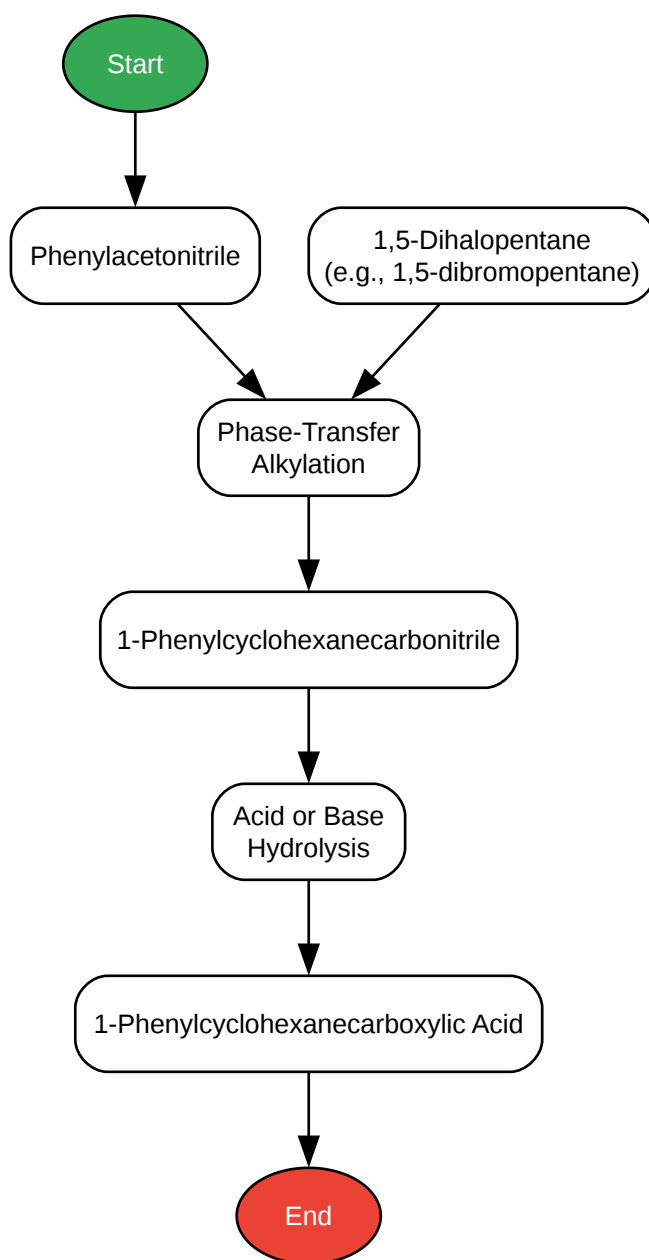 Start
Phenylacetonitrile
1,5-Dihalopentane
(e.g., 1,5-dibromopentane)
Phase-Transfer
Alkylation
1-Phenylcyclohexanecarbonitrile
Acid or Base
Hydrolysis
1-Phenylcyclohexanecarboxylic Acid
End